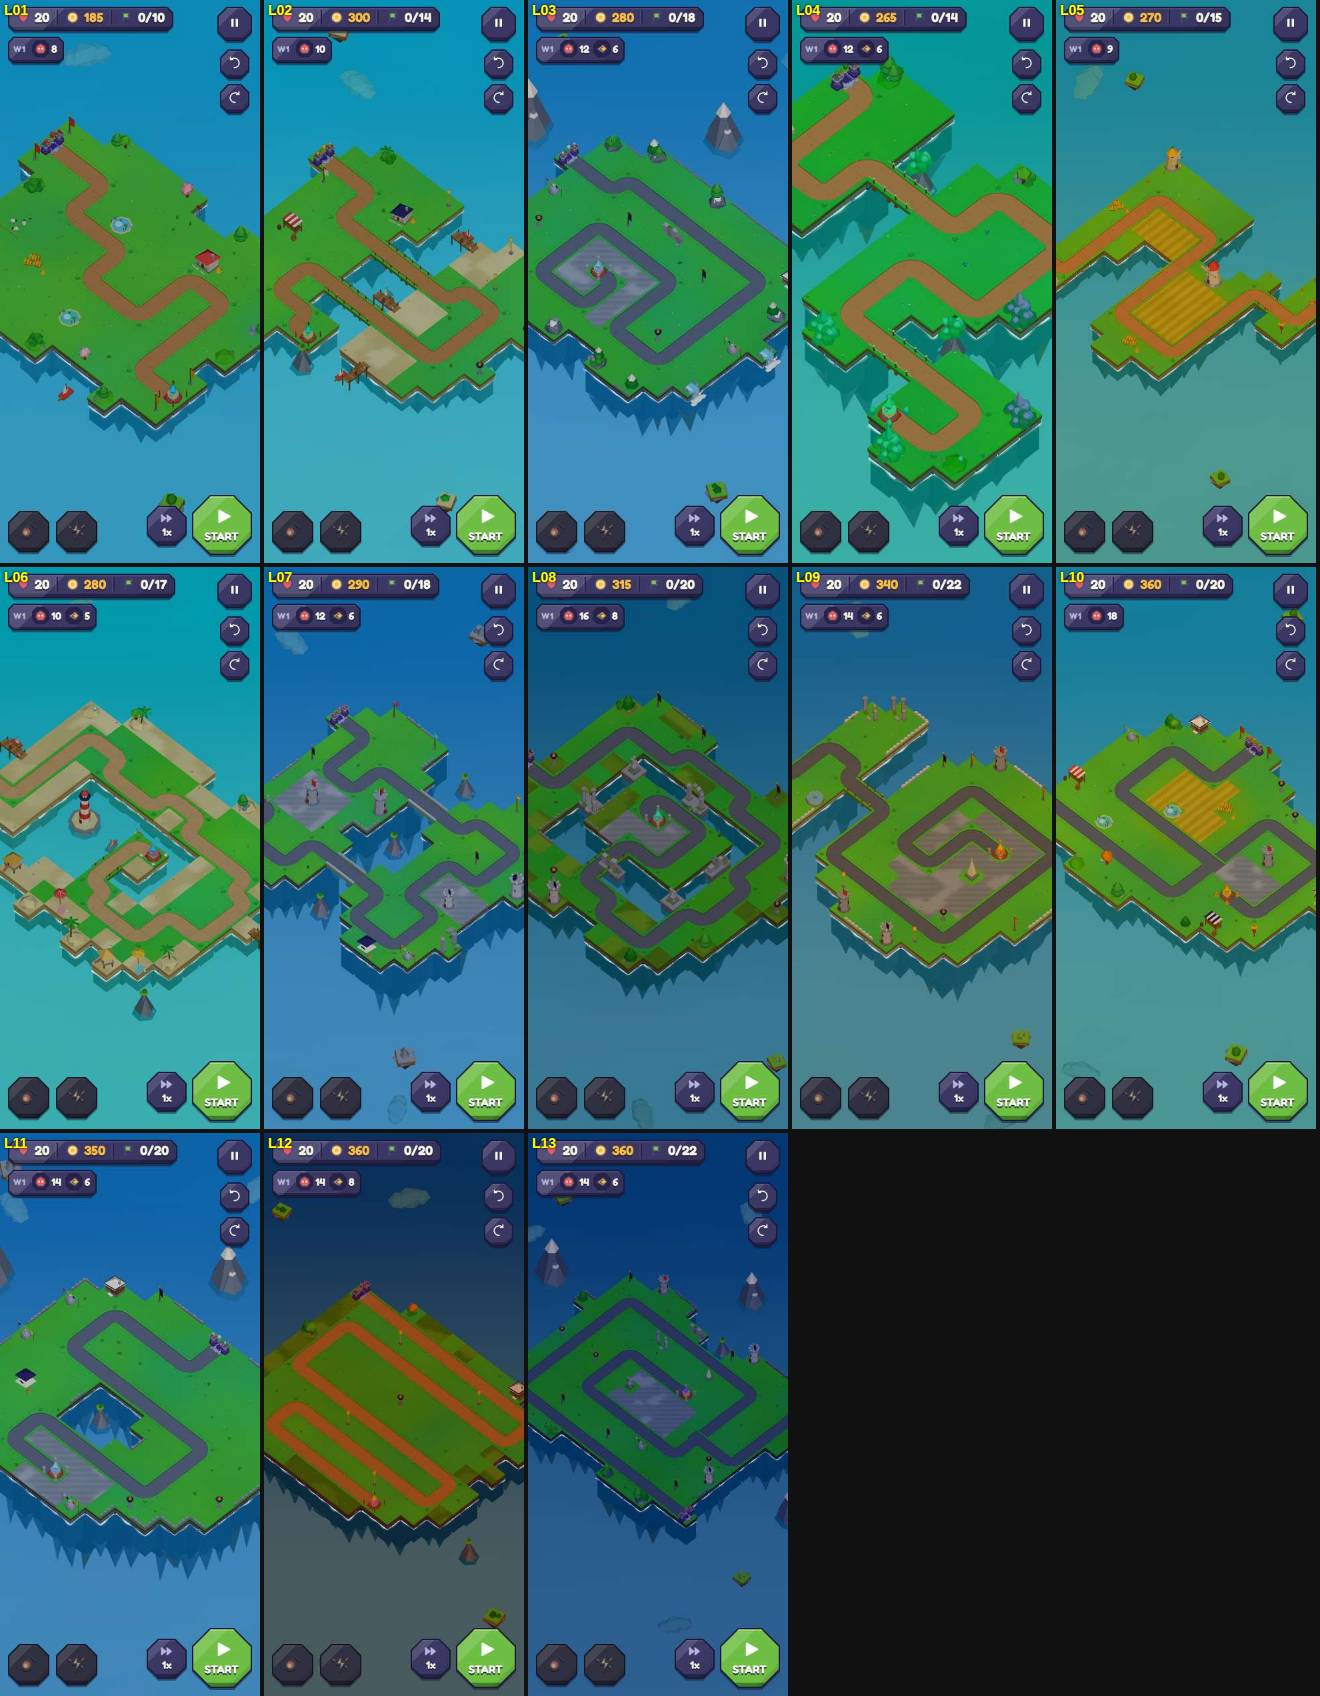 L01
20 185 0/10
W1 8
1x
START
L02
20 300 0/14
W1 10
1x
START
L03
20 280 0/18
W1 12 6
1x
START
L04
20 265 0/14
W1 12 6
1x
START
L05
20 270 0/15
W1 9
1x
START
L06
20 280 0/17
W1 10 5
1x
START
L07
20 290 0/18
W1 12 6
1x
START
L08
20 315 0/20
W1 16 8
1x
START
L09
20 340 0/22
W1 14 6
1x
START
L10
20 360 0/20
W1 18
1x
START
L11
20 350 0/20
W1 14 6
1x
START
L12
20 360 0/20
W1 14 8
1x
START
L13
20 360 0/22
W1 14 6
1x
START